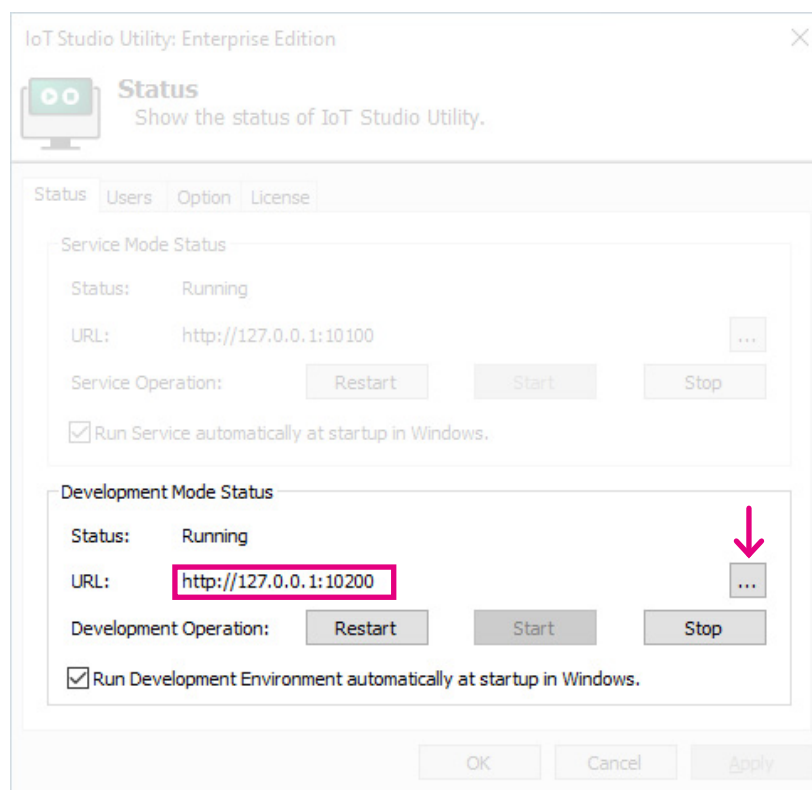 IoT Studio Utility: Enterprise Edition
Status
Show the status of IoT Studio Utility.
Status Users Option License
Service Mode Status
Status: Running
URL: http://127.0.0.1:10100 ...
Service Operation: Restart Start Stop
Run Service automatically at startup in Windows.
Development Mode Status
Status: Running
URL: http://127.0.0.1:10200 ...
Development Operation: Restart Start Stop
Run Development Environment automatically at startup in Windows.
OK Cancel Apply